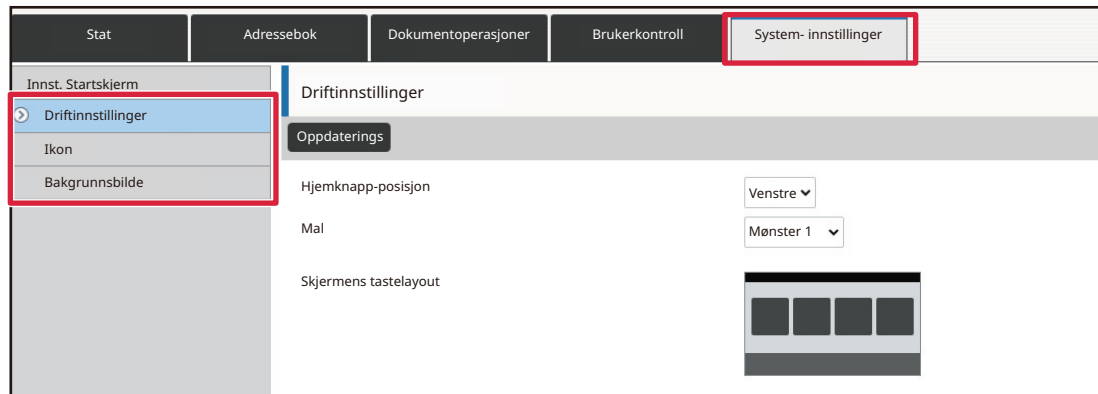 Stat
Adressebok
Dokumentoperasjoner
Brukerkontroll
System- innstillinger
Innst. Startskjerm
Driftinnstillinger
Ikon
Bakgrunnsbilde
Driftinnstillinger
Oppdaterings
Hjemknapp-posisjon
Venstre
Mal
Mønster 1
Skjermens tastelayout